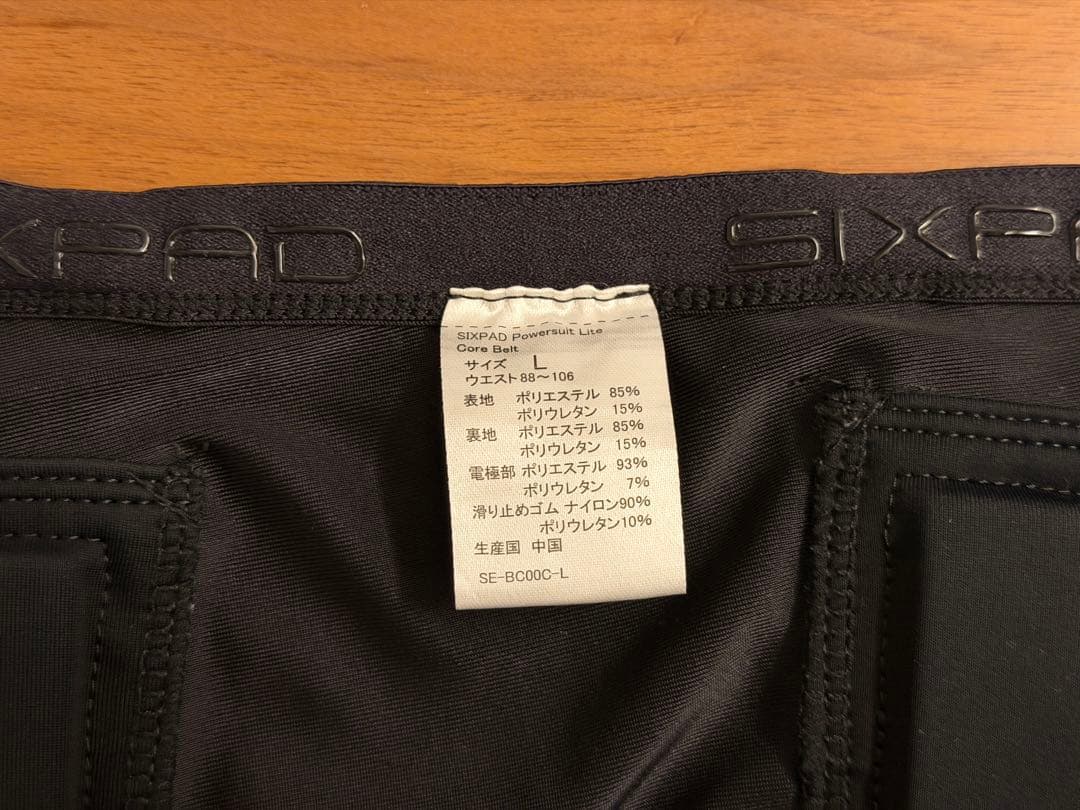 XPAD
SIXPA
SIXPAD Powersuit Lite
Core Belt
サイズ L
ウエスト88～106
表地 ポリエステル 85%
ポリウレタン 15%
裏地 ポリエステル 85%
ポリウレタン 15%
電極部 ポリエステル 93%
ポリウレタン 7%
滑り止めゴム ナイロン90%
ポリウレタン10%
生産国 中国
SE-BC00C-L